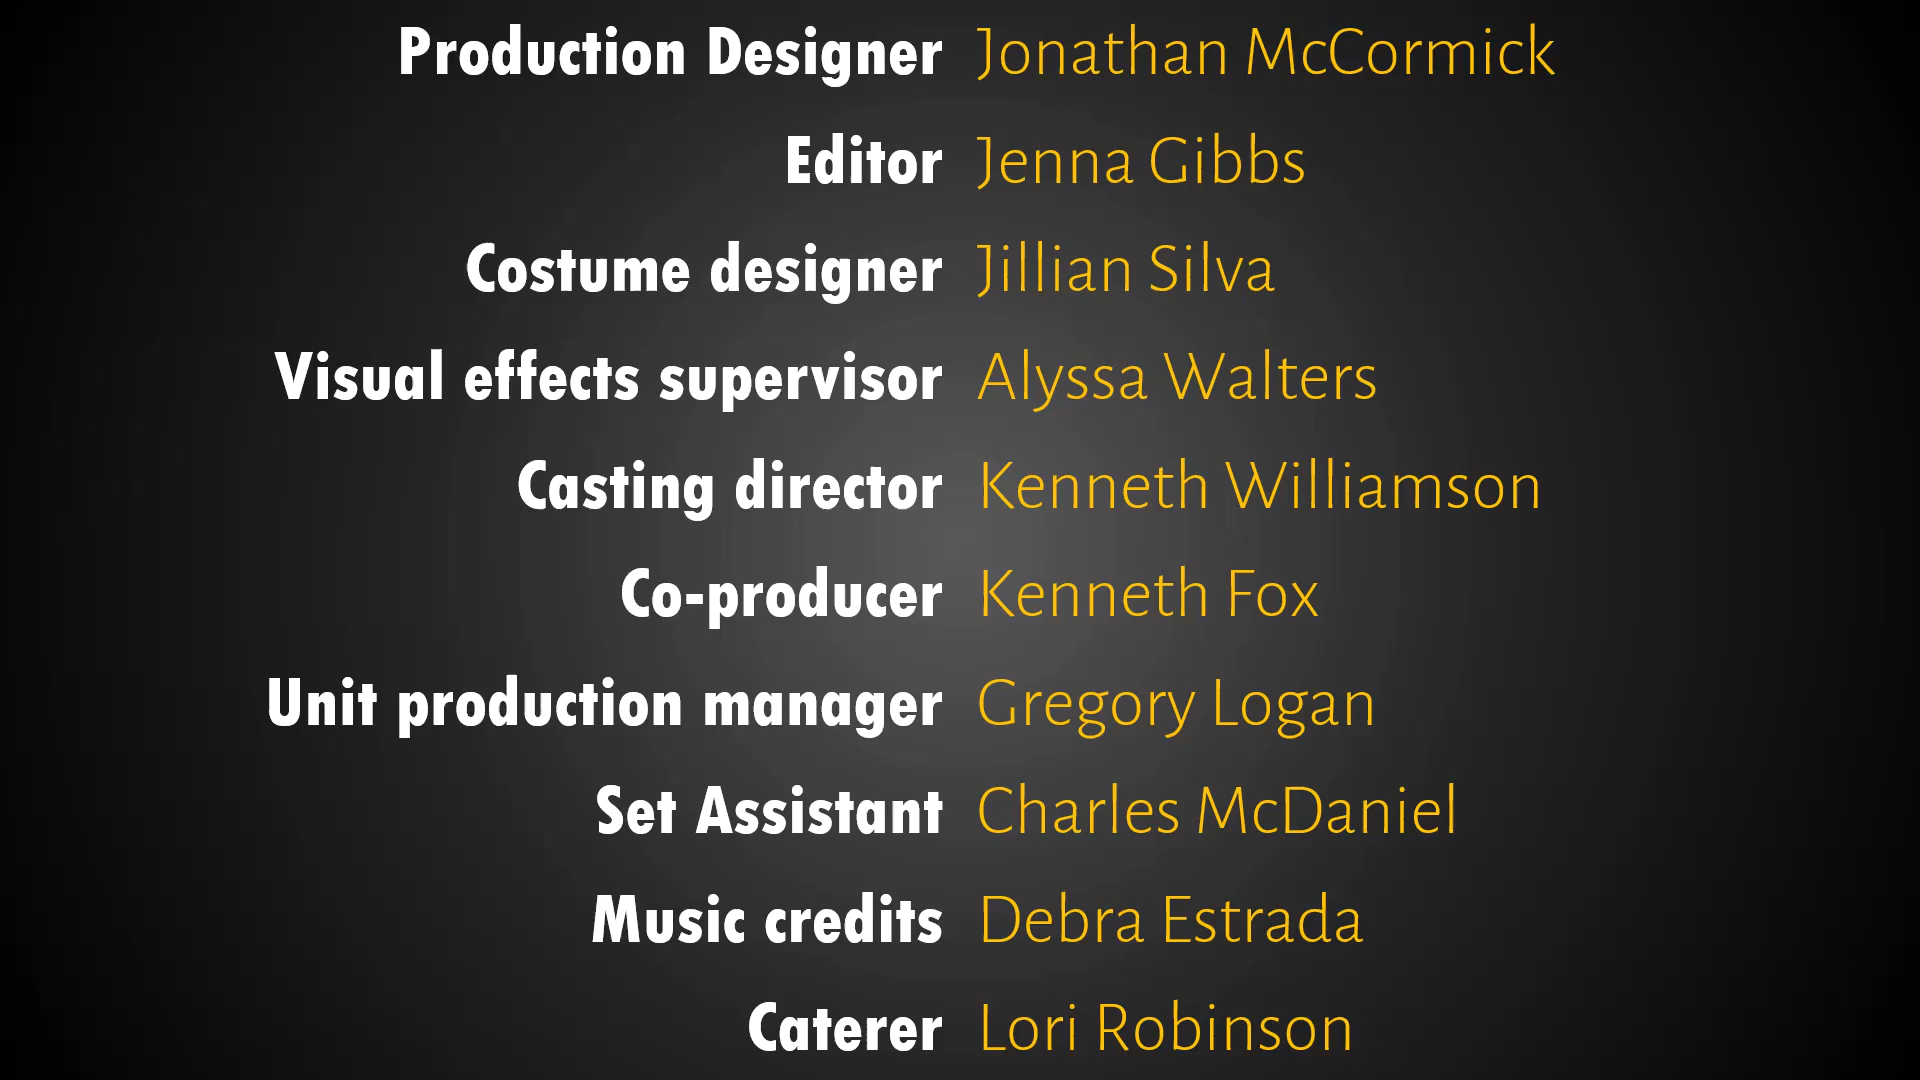 Production Designer Jonathan McCormick
Editor Jenna Gibbs
Costume designer Jillian Silva
Visual effects supervisor Alyssa Walters
Casting director Kenneth Williamson
Co-producer Kenneth Fox
Unit production manager Gregory Logan
Set Assistant Charles McDaniel
Music credits Debra Estrada
Caterer Lori Robinson